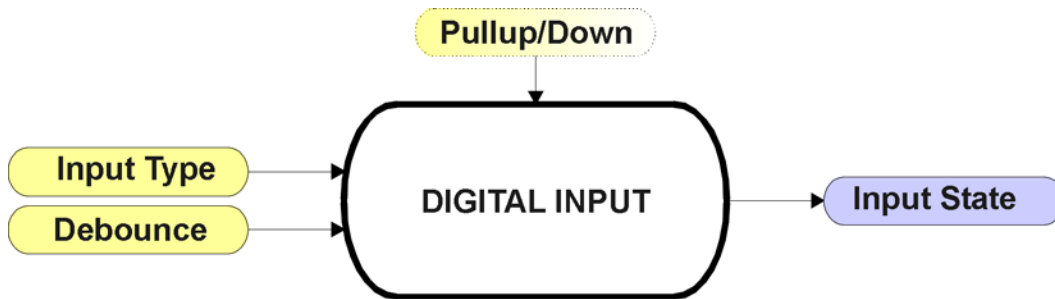 Pullup/Down
Input Type
DIGITAL INPUT
Input State
Debounce